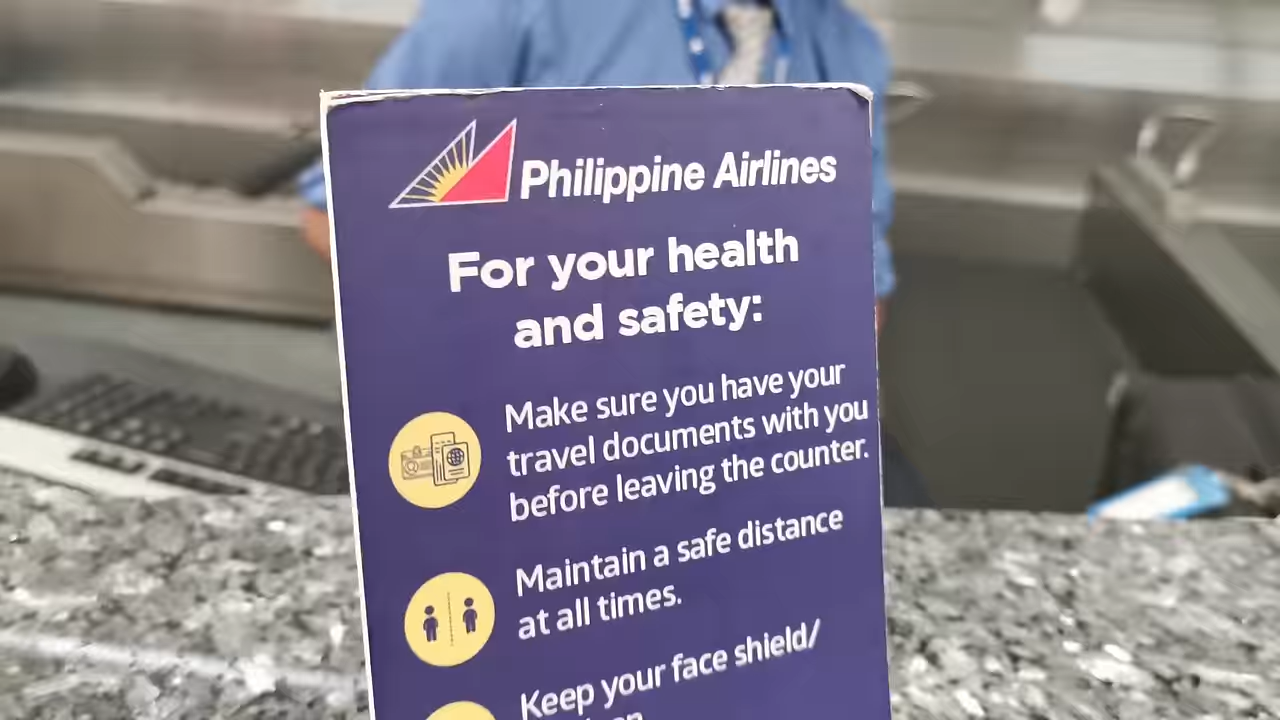 Philippine Airlines
For your health
and safety:
Make sure you have your
travel documents with you
before leaving the counter.
Maintain a safe distance
at all times.
Keep your face shield/